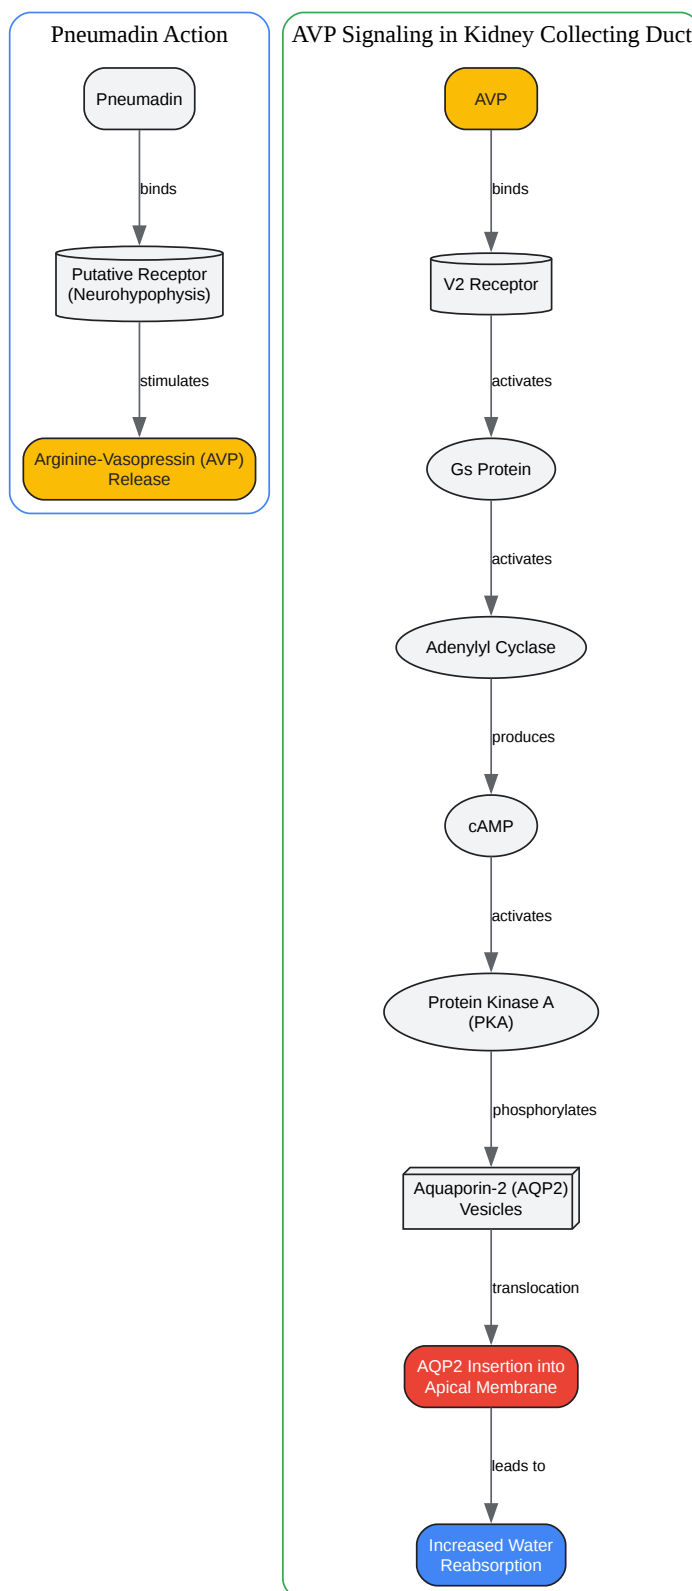 Pneumadin Action
Pneumadin
binds
Putative Receptor
(Neurohypophysis)
stimulates
Arginine-Vasopressin (AVP)
Release
AVP Signaling in Kidney Collecting Duct
AVP
binds
V2 Receptor
activates
Gs Protein
activates
Adenylyl Cyclase
produces
cAMP
activates
Protein Kinase A
(PKA)
phosphorylates
Aquaporin-2 (AQP2)
Vesicles
translocation
AQP2 Insertion into
Apical Membrane
leads to
Increased Water
Reabsorption